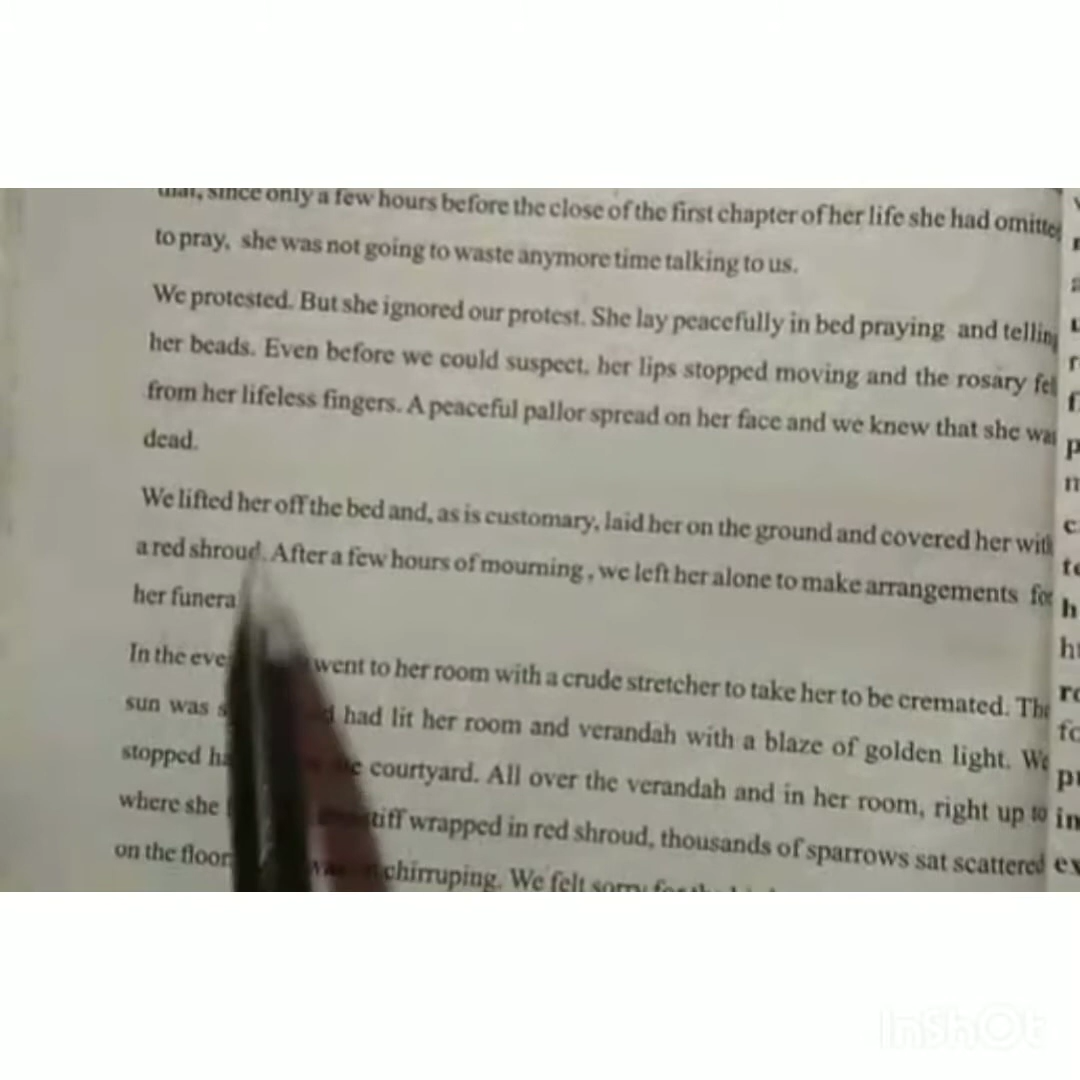 since only a few hours before the close of the first chapter of her life she had omitte
to pray, she was not going to waste anymore time talking to us.
We protested. But she ignored our protest. She lay peacefully in bed praying and telling
her beads. Even before we could suspect, her lips stopped moving and the rosary fel
from her lifeless fingers. A peaceful pallor spread on her face and we knew that she was
dead.
We lifted her off the bed and, as is customary, laid her on the ground and covered her with
a red shroud. After a few hours of mourning, we left her alone to make arrangements for
her funera
In the eve went to her room with a crude stretcher to take her to be cremated. The
sun was had lit her room and verandah with a blaze of golden light. We
stopped courtyard. All over the verandah and in her room, right up to
where she stiff wrapped in red shroud, thousands of sparrows sat scattered
on the floor chirruping. We felt sorry
InShOt